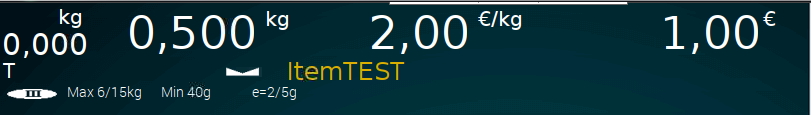 kg
0,000
T
0,500 kg
2,00 €/kg
1,00 €
ItemTEST
III Max 6/15kg Min 40g e=2/5g